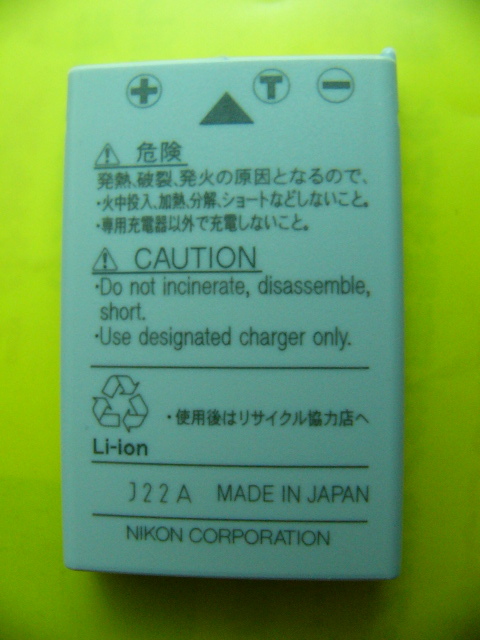 + T −
危険
発熱、破裂、発火の原因となるので、
・火中投入、加熱、分解、ショートなどしないこと。
・専用充電器以外で充電しないこと。
CAUTION
・Do not incinerate, disassemble,
short.
・Use designated charger only.
・使用後はリサイクル協力店へ
Li-ion
J22A MADE IN JAPAN
NIKON CORPORATION